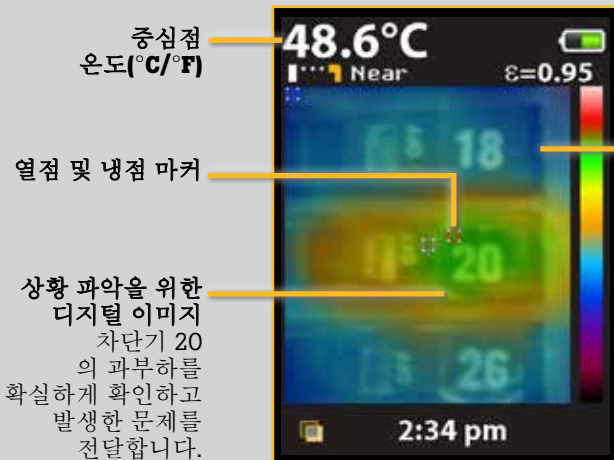 중심점
온도(°C/°F)
열점 및 냉점 마커
상황 파악을 위한
디지털 이미지
차단기 20
의 과부하를
확실하게 확인하고
발생한 문제를
전달합니다.
48.6°C
Near
ε=0.95
18
20
26
2:34 pm